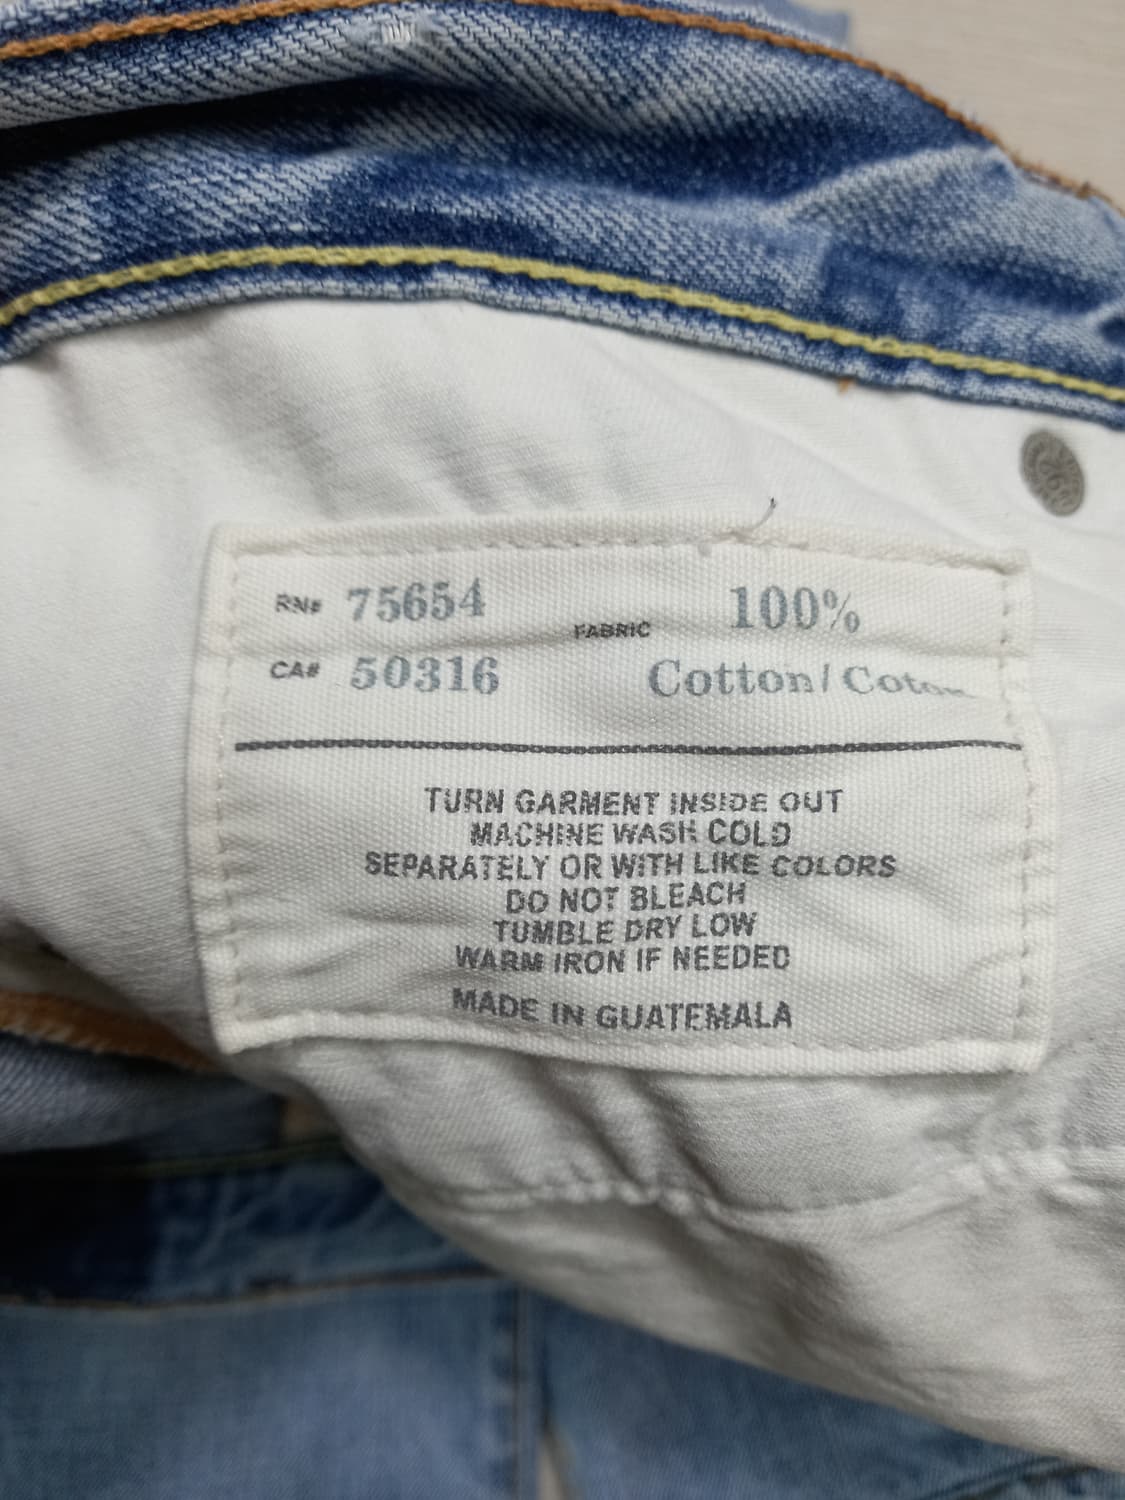 RN# 75654 FABRIC 100%
CA# 50316 Cotton/Coton
TURN GARMENT INSIDE OUT
MACHINE WASH COLD
SEPARATELY OR WITH LIKE COLORS
DO NOT BLEACH
TUMBLE DRY LOW
WARM IRON IF NEEDED
MADE IN GUATEMALA